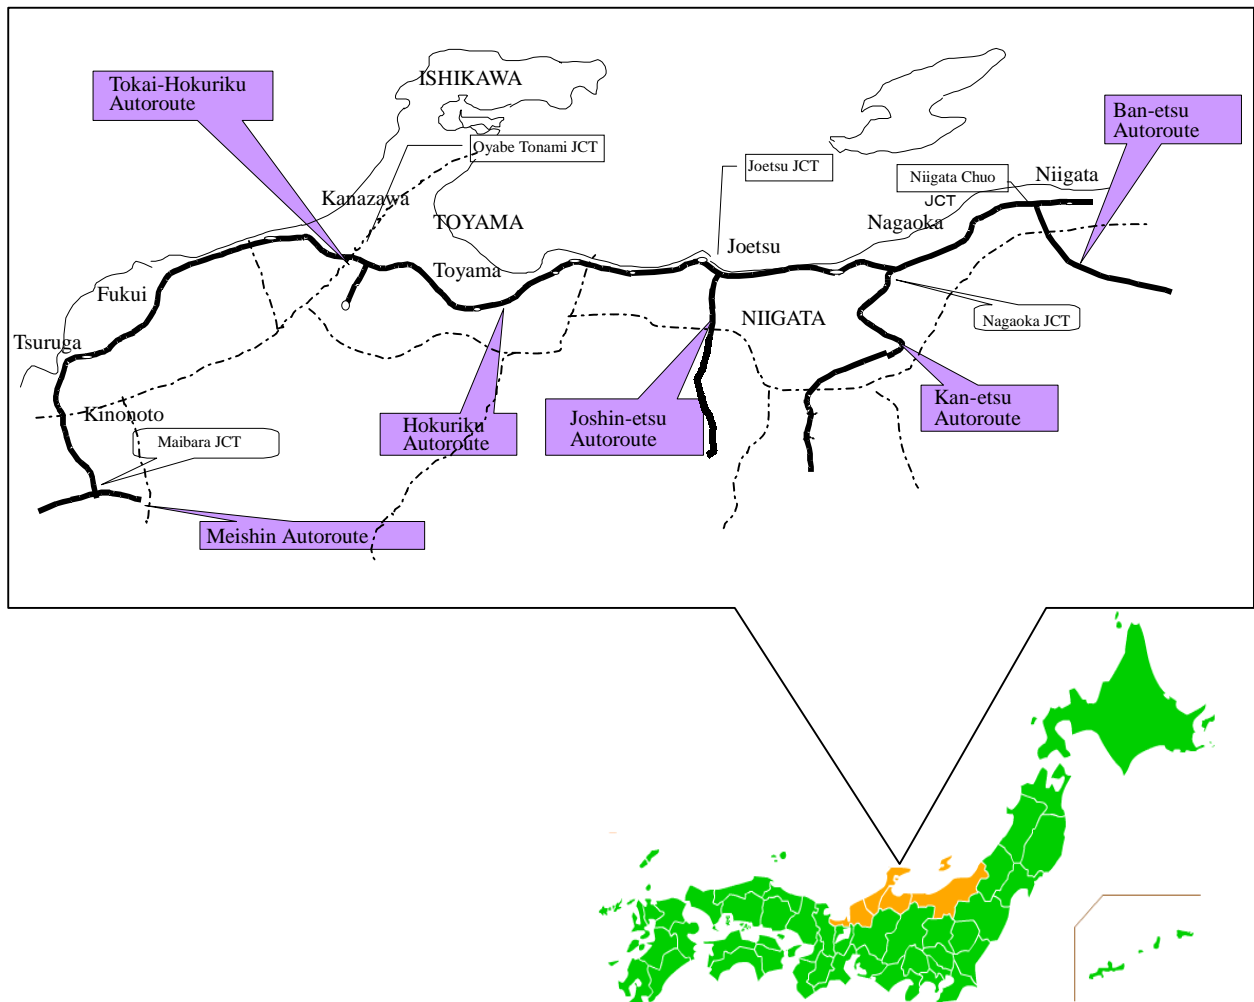 ISHIKAWA
Tokai-Hokuriku
Autoroute
Ban-etsu
Autoroute
Oyabe Tonami JCT
Joetsu JCT
Niigata Chuo
JCT
Niigata
Kanazawa
TOYAMA
Nagaoka
Joetsu
Toyama
Fukui
NIIGATA
Nagaoka JCT
Tsuruga
Kinonoto
Maibara JCT
Hokuriku
Autoroute
Joshin-etsu
Autoroute
Kan-etsu
Autoroute
Meishin Autoroute